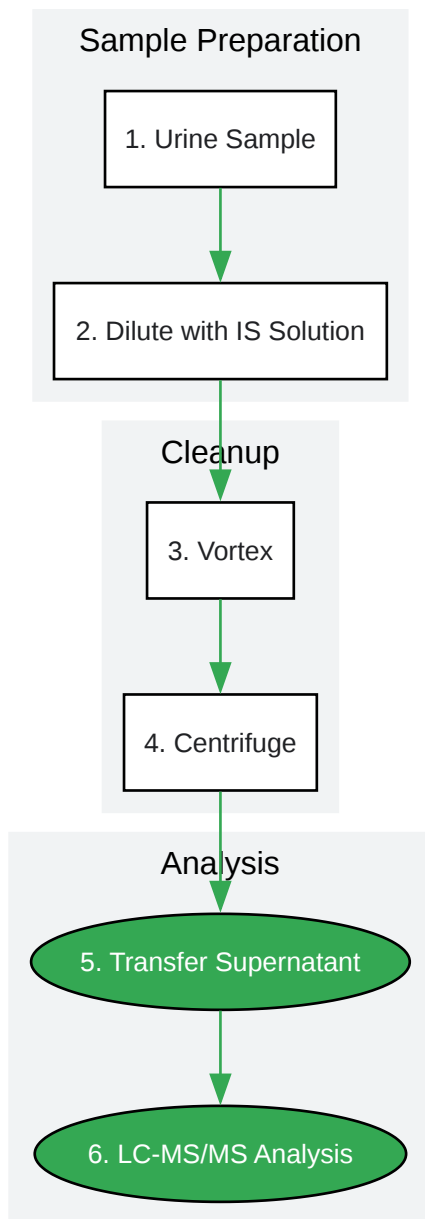 Sample Preparation
1. Urine Sample
2. Dilute with IS Solution
Cleanup
3. Vortex
4. Centrifuge
Analysis
5. Transfer Supernatant
6. LC-MS/MS Analysis